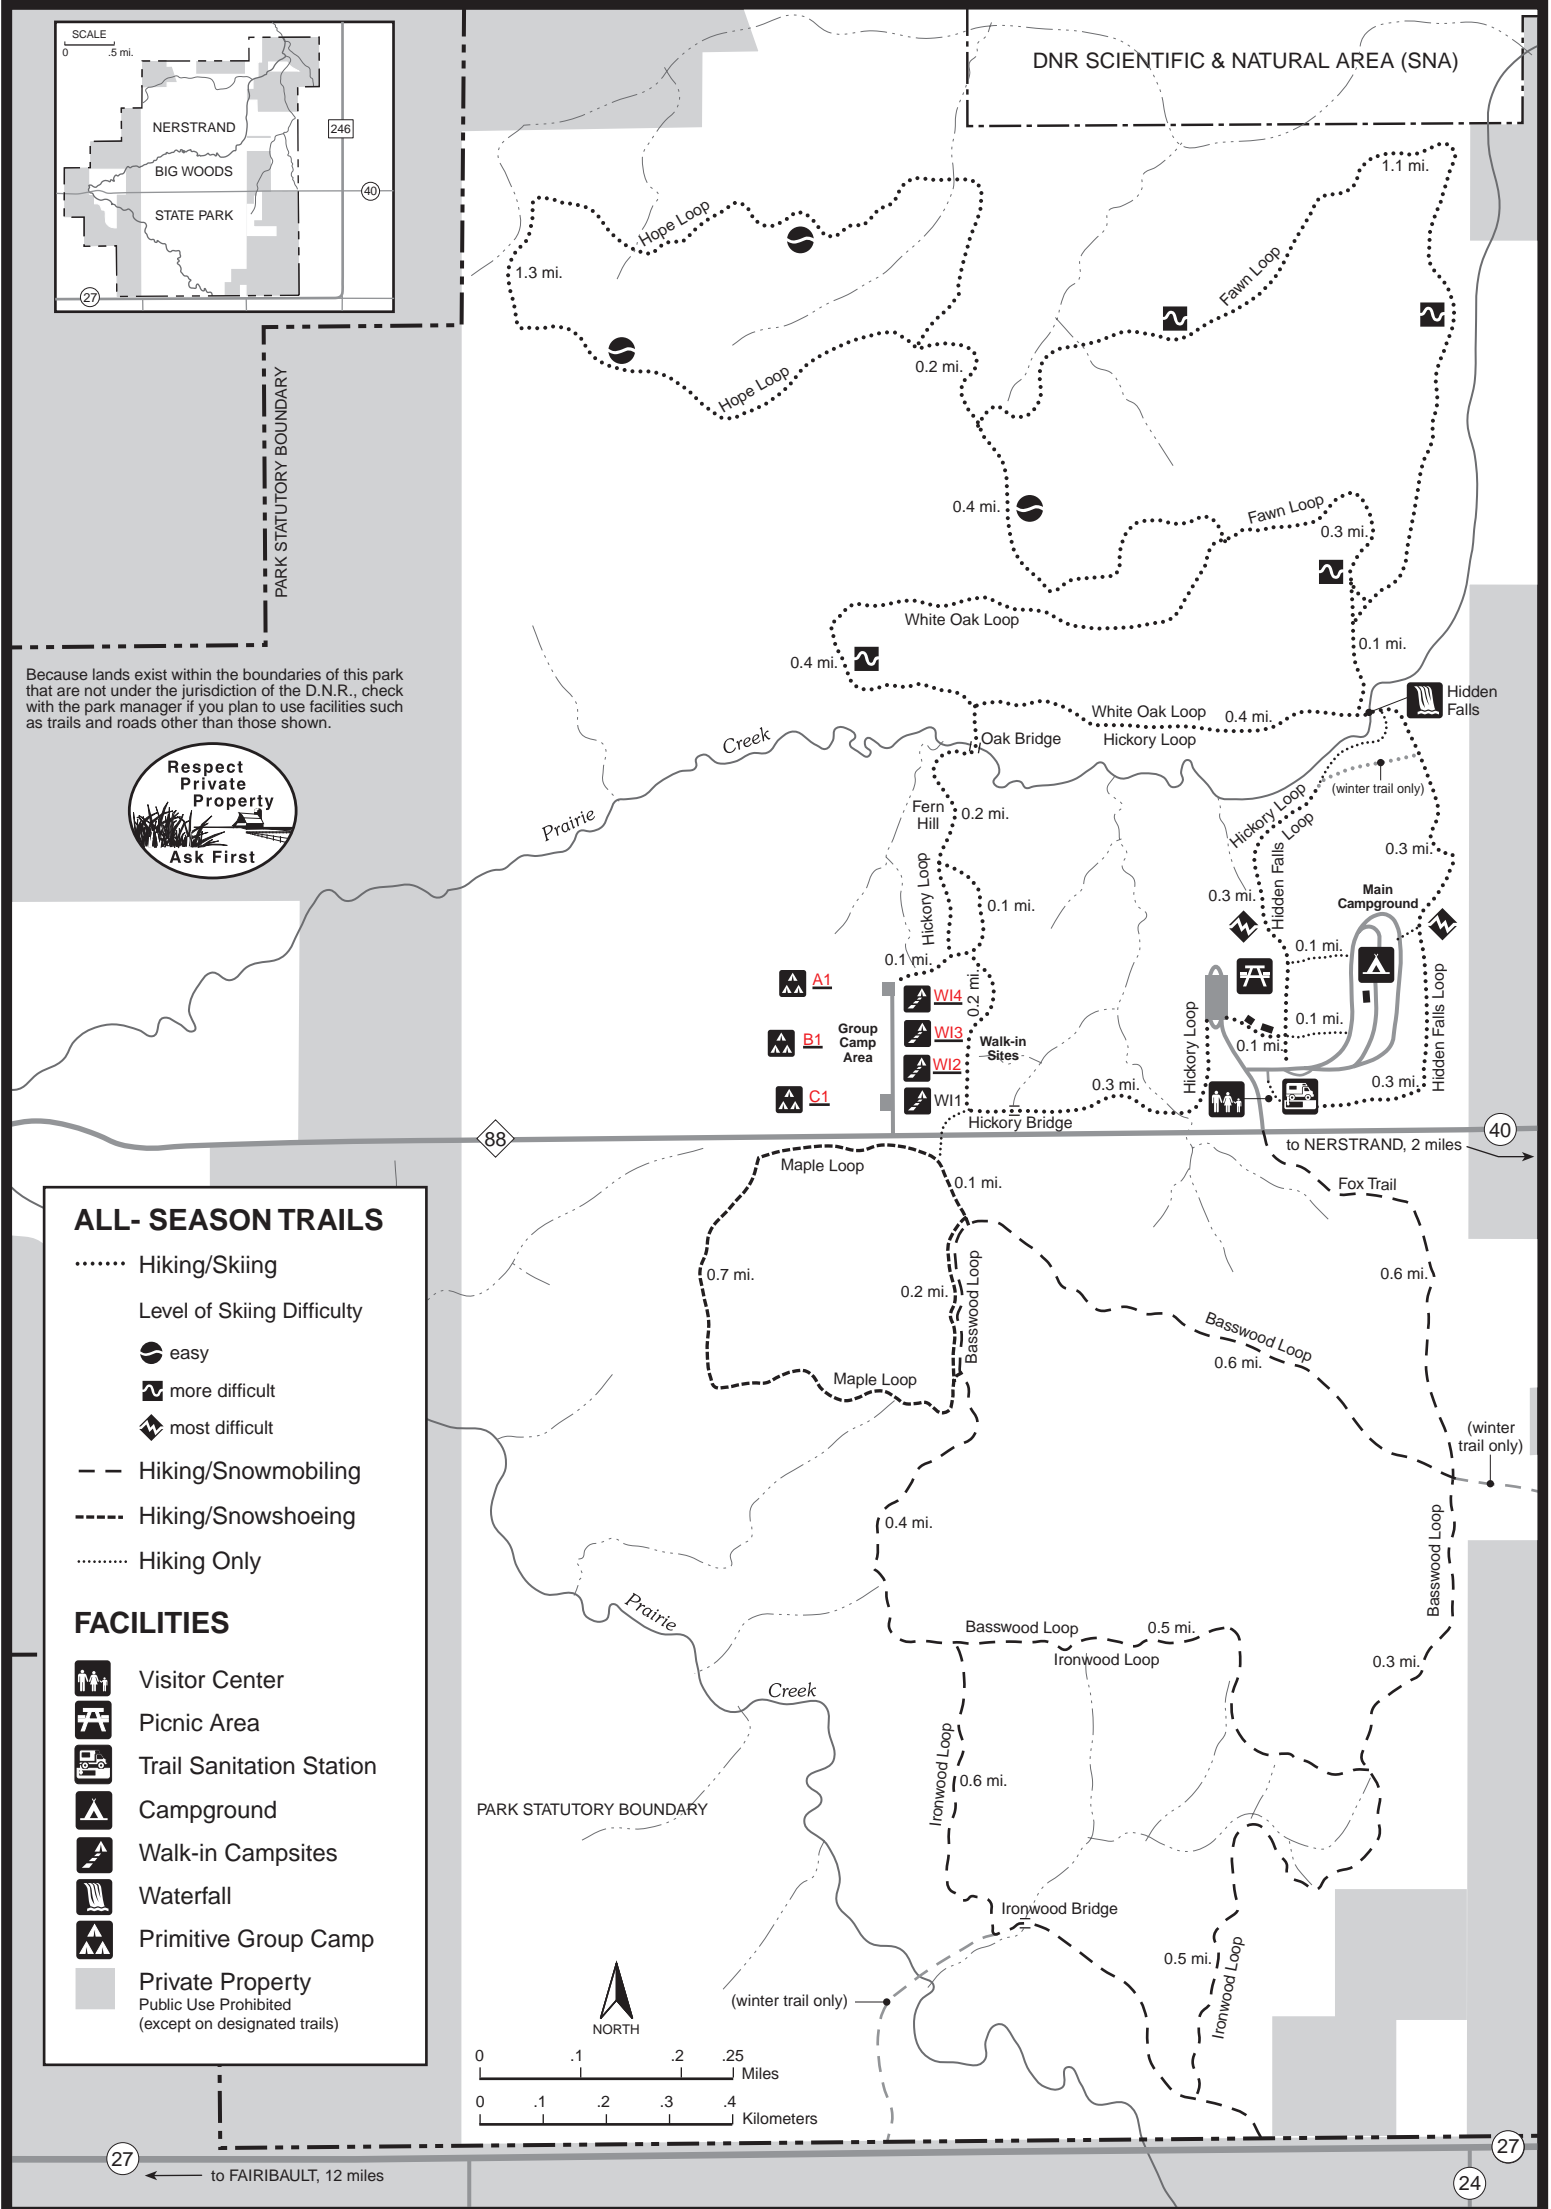 SCALE
0 .5 mi.
NERSTRAND
BIG WOODS
STATE PARK
246
40
27
DNR SCIENTIFIC & NATURAL AREA (SNA)
1.1 mi.
Hope Loop
1.3 mi.
Fawn Loop
Hope Loop
0.2 mi.
PARK STATUTORY BOUNDARY
0.4 mi.
Fawn Loop
0.3 mi.
White Oak Loop
0.4 mi.
0.1 mi.
Because lands exist within the boundaries of this park
that are not under the jurisdiction of the D.N.R., check
with the park manager if you plan to use facilities such
as trails and roads other than those shown.
Respect
Private
Property
Ask First
Hidden
Falls
White Oak Loop
0.4 mi.
Hickory Loop
Oak Bridge
Creek
Prairie
(winter trail only)
Fern
Hill
0.2 mi.
Hickory Loop
Hidden Falls Loop
0.3 mi.
Hickory Loop
0.3 mi.
Main
Campground
0.1 mi.
0.1 mi.
0.1 mi.
0.2 mi.
A1
WI4
B1
Group
Camp
Area
WI3
Walk-in
Sites
WI2
C1
WI1
Hickory Loop
0.1 mi.
0.1 mi.
Hidden Falls Loop
0.3 mi.
0.3 mi.
Hickory Bridge
88
40
to NERSTRAND, 2 miles
Maple Loop
0.1 mi.
Fox Trail
0.7 mi.
0.2 mi.
Basswood Loop
0.6 mi.
Basswood Loop
0.6 mi.
Maple Loop
(winter
trail only)
0.4 mi.
Basswood Loop
Prairie
Basswood Loop
0.5 mi.
Ironwood Loop
0.3 mi.
Creek
Ironwood Loop
0.6 mi.
PARK STATUTORY BOUNDARY
Ironwood Bridge
0.5 mi.
Ironwood Loop
(winter trail only)
NORTH
0 .1 .2 .25
Miles
0 .1 .2 .3 .4
Kilometers
ALL- SEASON TRAILS
Hiking/Skiing
Level of Skiing Difficulty
easy
more difficult
most difficult
Hiking/Snowmobiling
Hiking/Snowshoeing
Hiking Only
FACILITIES
Visitor Center
Picnic Area
Trail Sanitation Station
Campground
Walk-in Campsites
Waterfall
Primitive Group Camp
Private Property
Public Use Prohibited
(except on designated trails)
27
27
to FAIRIBAULT, 12 miles
24